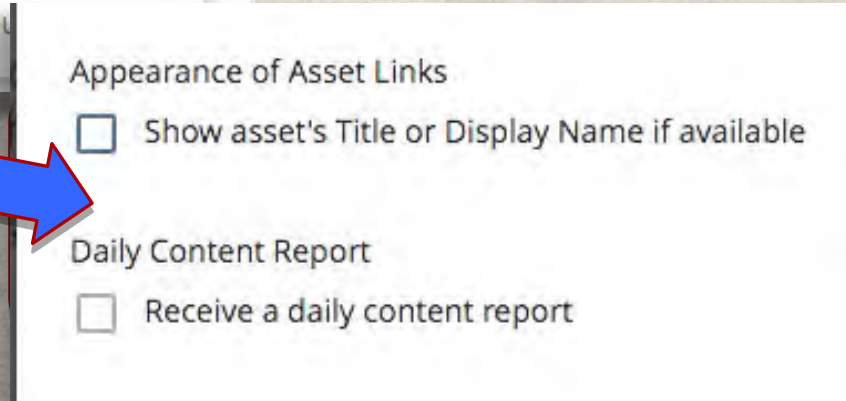 Appearance of Asset Links
Show asset's Title or Display Name if available
Daily Content Report
Receive a daily content report